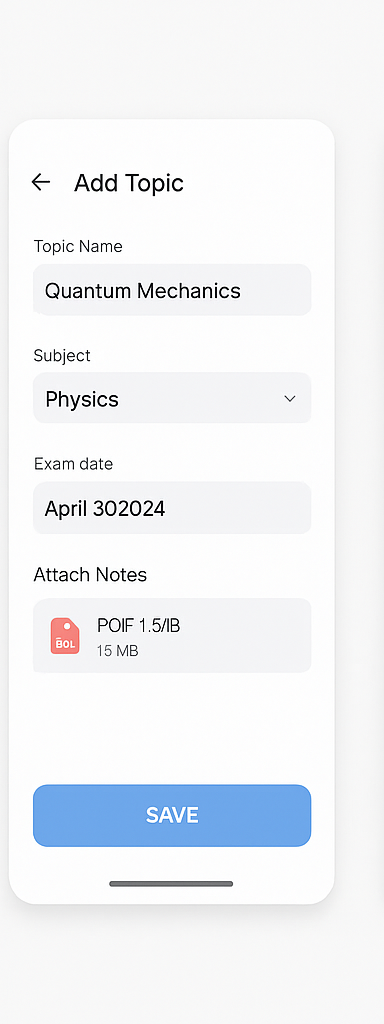 Add Topic
Topic Name
Quantum Mechanics
Subject
Physics
Exam date
April 302024
Attach Notes
BOL
POIF 1.5/IB
15 MB
SAVE